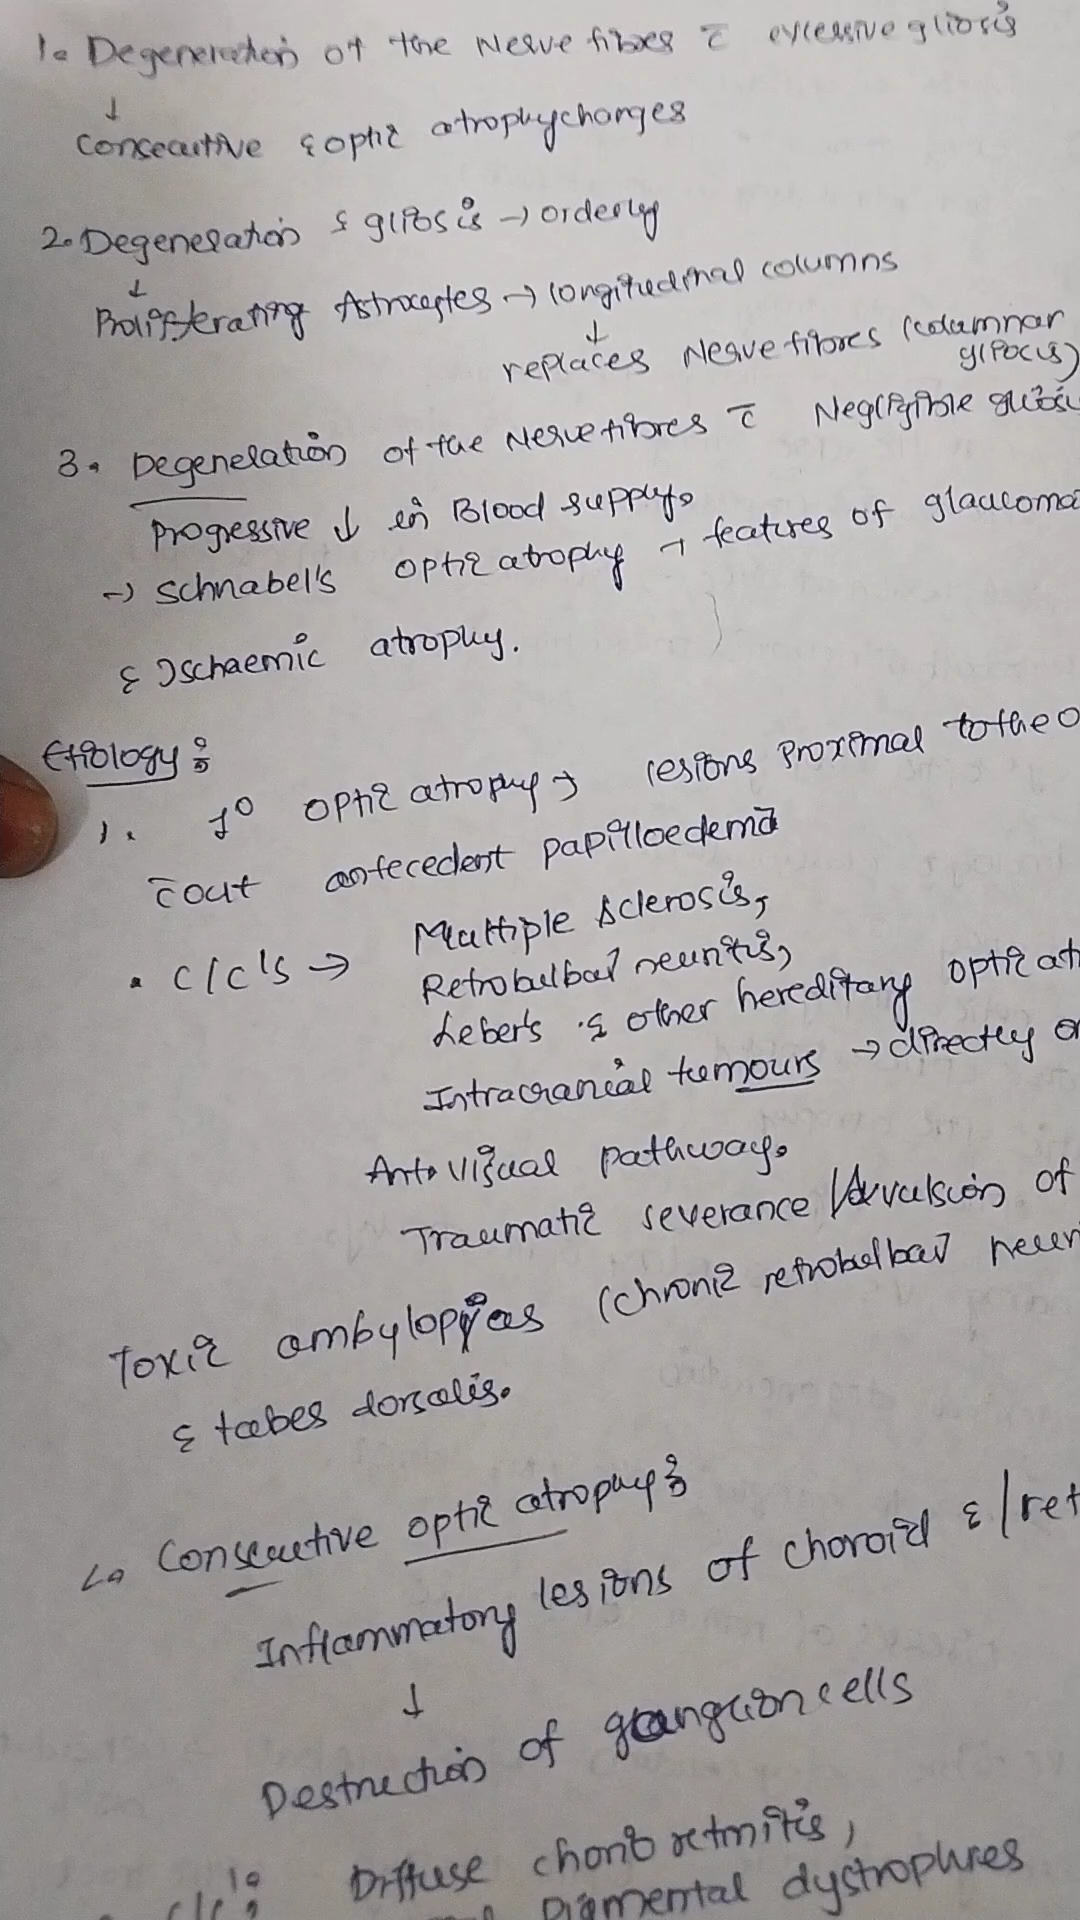 1. Degeneration of the Nerve fibres c̄ excessive gliosis
↓
Consecutive & optic atrophy changes
2. Degeneration & gliosis → orderly
↓
Proliferating Astrocytes → longitudinal columns
↓
replaces Nerve fibres (columnar
gliocis)
3. Degeneration of the Nerve fibres c̄ Negligible gliosis
Progressive ↓ in Blood supply.
→ Schnabel's optic atrophy → features of glaucoma
& Ischaemic atrophy.
Etiology :
1. 1° optic atrophy → lesions proximal to the O
c̄out antecedent papilloedema
• C/C's → Multiple Sclerosis,
Retrobulbar neuritis,
Leber's & other hereditary optic at
Intracranial tumours → directly on
Ant. visual pathway.
Traumatic severance / Avulsion of
Toxic ambylopias (chronic retrobulbar neuri
& tabes dorsalis.
2. Consecutive optic atrophy :
Inflammatory lesions of choroid & / ret
↓
Destruction of ganglion cells
C/C's : Diffuse chorioretinitis,
Pigmental dystrophies